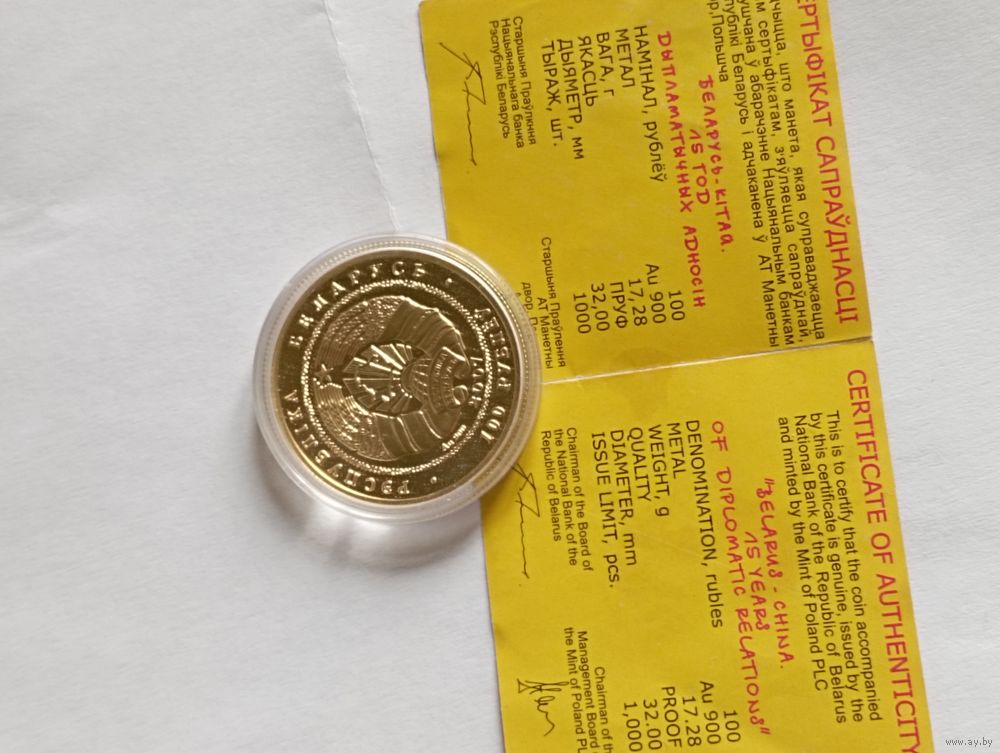 СЕРТЫФІКАТ САПРАЎДНАСЦІ
што манета, якая суправаджаецца
сертыфікатам, з'яўляецца сапраўднай,
ў абарачэнне Нацыянальным банкам
Беларусь і адчаканена ў АТ Манетны
Польшча
БЕЛАРУСЬ-КІТАЙ.
15 ГОД
ДЫПЛАМАТЫЧНЫХ АДНОСІН
НАМІНАЛ, рублёў 100
МЕТАЛ Au 900
ВАГА, г 17,28
ЯКАСЦЬ ПРУФ
ДЫЯМЕТР, мм 32,00
ТЫРАЖ, шт. 1000
Старшыня Праўлення
Нацыянальнага банка
Рэспублікі Беларусь
Старшыня Праўлення
АТ Манетны
двор,
CERTIFICATE OF AUTHENTICITY
This is to certify that the coin accompanied
by this certificate is genuine, issued by the
National Bank of the Republic of Belarus
and minted by the Mint of Poland PLC
"BELARUS - CHINA.
15 YEARS
OF DIPLOMATIC RELATIONS"
DENOMINATION, rubles 100
METAL Au 900
WEIGHT, g 17.28
QUALITY PROOF
DIAMETER, mm 32.00
ISSUE LIMIT, pcs. 1,000
Chairman of the Board of
the National Bank of the
Republic of Belarus
Chairman of the
Management Board
the Mint of Poland
РЭСПУБЛІКА БЕЛАРУСЬ
100 РУБЛЁЎ
www.ay.by